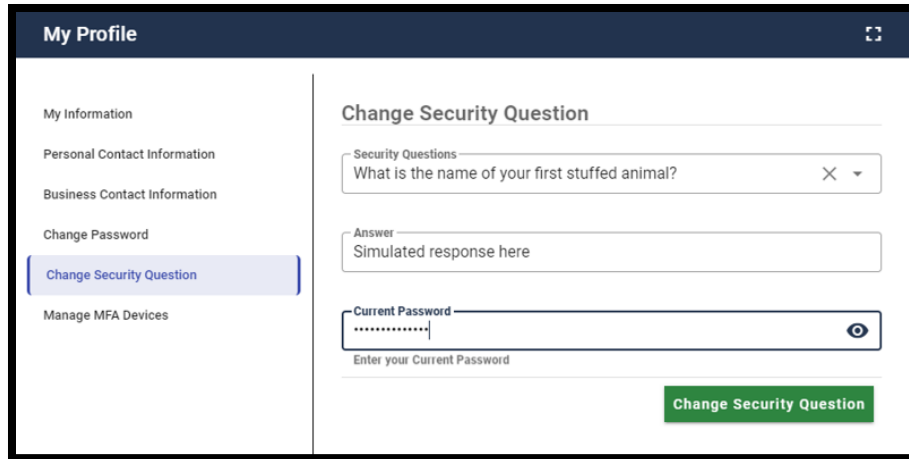 My Profile
My Information
Personal Contact Information
Business Contact Information
Change Password
Change Security Question
Manage MFA Devices
Change Security Question
Security Questions
What is the name of your first stuffed animal?
Answer
Simulated response here
Current Password
••••••••••••••
Enter your Current Password
Change Security Question